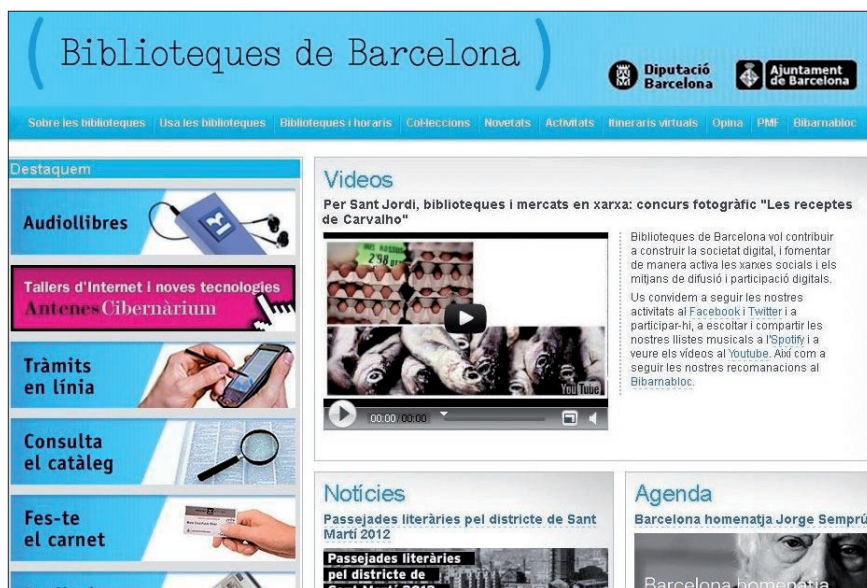 Biblioteques de Barcelona
Diputació
Barcelona
Ajuntament
de Barcelona
Sobre les biblioteques Usa les biblioteques Biblioteques i horaris Col·leccions Novetats Activitats Itineraris virtuals Opina PMF Bibarnabloc
Destaquem
Audiollibres
Tallers d'Internet i noves tecnologies
Antenes Cibernàrium
Tràmits
en línia
Consulta
el catàleg
Fes-te
el carnet
Videos
Per Sant Jordi, biblioteques i mercats en xarxa: concurs fotogràfic "Les receptes
de Carvalho"
2.98
YouTube
00:00 00:00
Biblioteques de Barcelona vol contribuir
a construir la societat digital, i fomentar
de manera activa les xarxes socials i els
mitjans de difusió i participació digitals.
Us convidem a seguir les nostres
activitats al Facebook i Twitter i a
participar-hi, a escoltar i compartir les
nostres llistes musicals a l'Spotify i a
veure els vídeos al Youtube. Així com a
seguir les nostres recomanacions al
Bibarnabloc.
Notícies
Passejades literàries pel districte de Sant
Martí 2012
Passejades literàries
pel districte de
Sant Martí 2012
Agenda
Barcelona homenatja Jorge Semprú
Barcelona homenatja